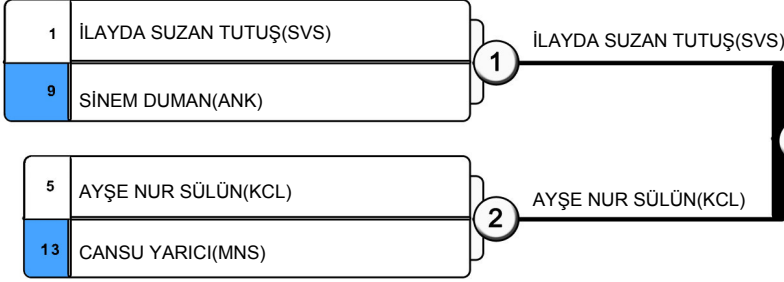 1 İLAYDA SUZAN TUTUŞ(SVS)
9 SİNEM DUMAN(ANK)
1 İLAYDA SUZAN TUTUŞ(SVS)
5 AYŞE NUR SÜLÜN(KCL)
13 CANSU YARICI(MNS)
2 AYŞE NUR SÜLÜN(KCL)